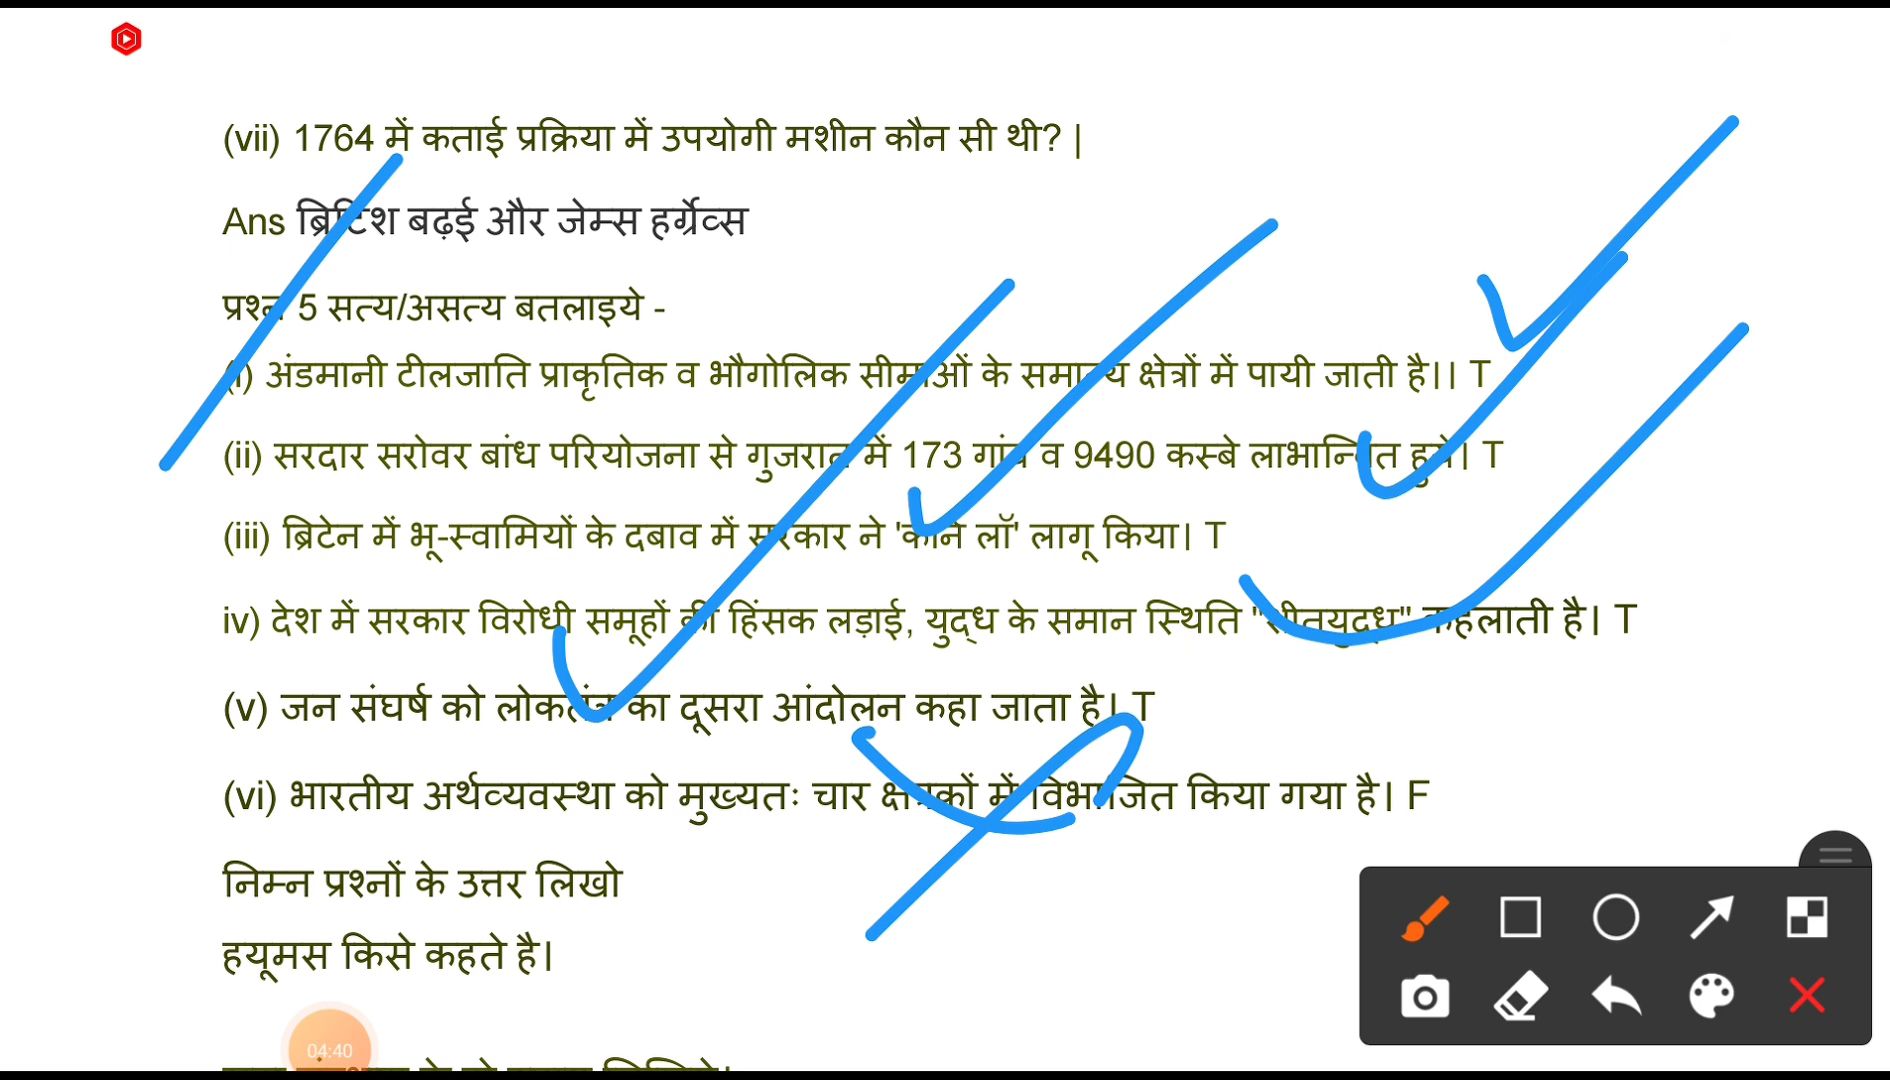 (vii) 1764 में कताई प्रक्रिया में उपयोगी मशीन कौन सी थी? |
Ans ब्रिटिश बढ़ई और जेम्स हर्ग्रेव्स
प्रश्न 5 सत्य/असत्य बतलाइये -
(i) अंडमानी टीलजाति प्राकृतिक व भौगोलिक सीमाओं के समान्य क्षेत्रों में पायी जाती है।। T
(ii) सरदार सरोवर बांध परियोजना से गुजरात में 173 गांव व 9490 कस्बे लाभान्वित हुये। T
(iii) ब्रिटेन में भू-स्वामियों के दबाव में सरकार ने 'कॉर्न लॉ' लागू किया। T
iv) देश में सरकार विरोधी समूहों की हिंसक लड़ाई, युद्ध के समान स्थिति "शीतयुद्ध" कहलाती है। T
(v) जन संघर्ष को लोकतंत्र का दूसरा आंदोलन कहा जाता है। T
(vi) भारतीय अर्थव्यवस्था को मुख्यतः चार क्षेत्रकों में विभाजित किया गया है। F
निम्न प्रश्नों के उत्तर लिखो
हयूमस किसे कहते है।
04:40